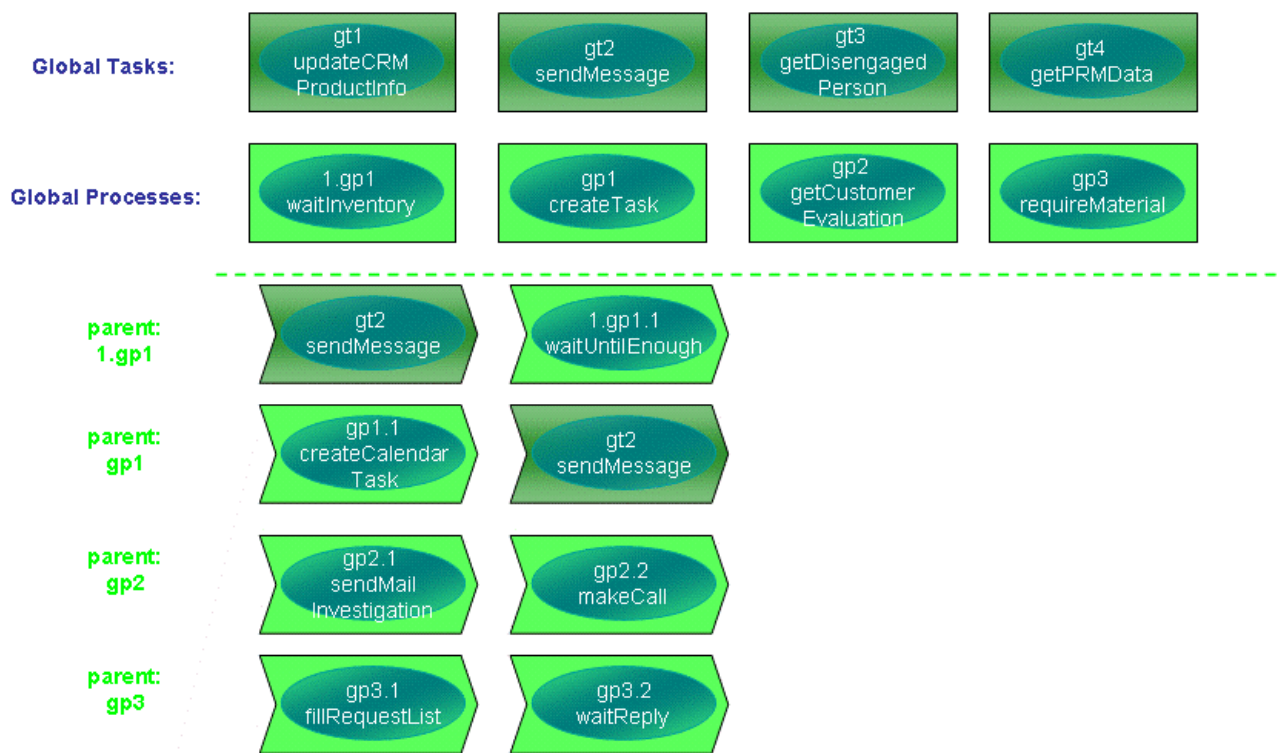 Global Tasks:
gt1
updateCRM
ProductInfo
gt2
sendMessage
gt3
getDisengaged
Person
gt4
getPRMData
Global Processes:
1.gp1
waitInventory
gp1
createTask
gp2
getCustomer
Evaluation
gp3
requireMaterial
parent:
1.gp1
gt2
sendMessage
1.gp1.1
waitUntilEnough
parent:
gp1
gp1.1
createCalendar
Task
gt2
sendMessage
parent:
gp2
gp2.1
sendMail
Investigation
gp2.2
makeCall
parent:
gp3
gp3.1
fillRequestList
gp3.2
waitReply